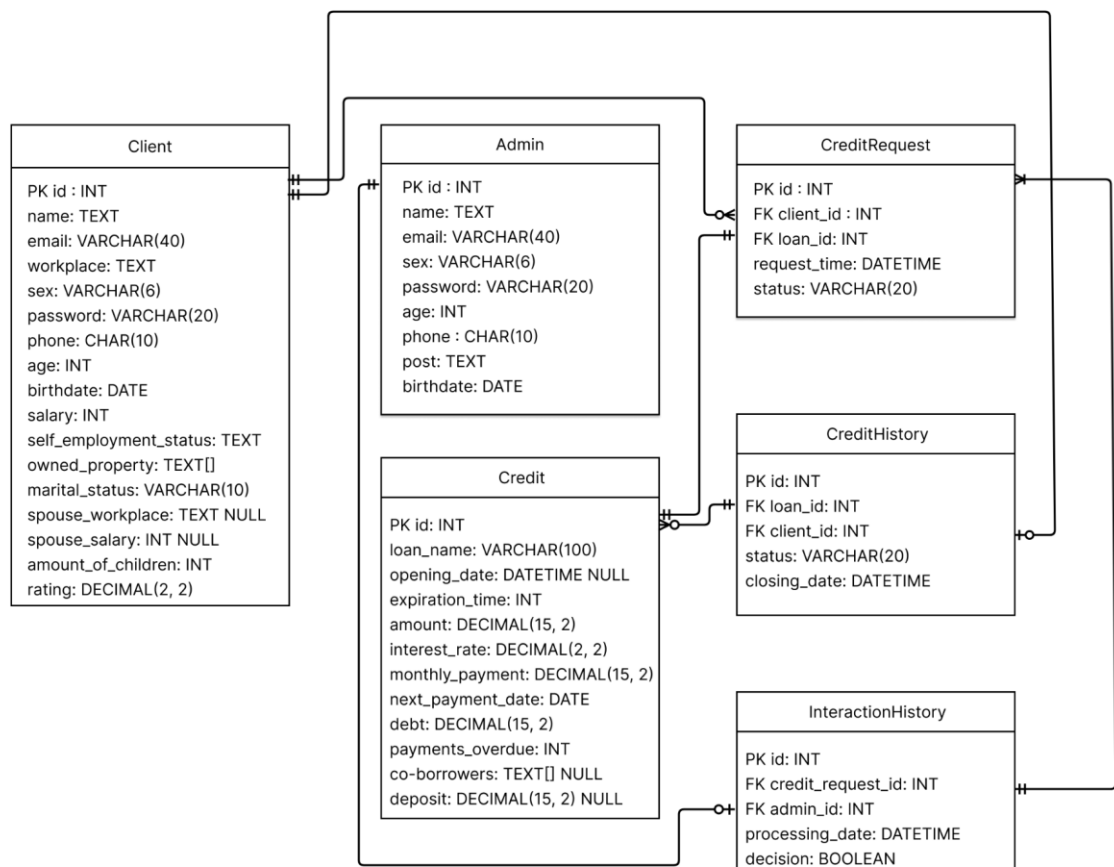 Client
PK id : INT
name: TEXT
email: VARCHAR(40)
workplace: TEXT
sex: VARCHAR(6)
password: VARCHAR(20)
phone: CHAR(10)
age: INT
birthdate: DATE
salary: INT
self_employment_status: TEXT
owned_property: TEXT[]
marital_status: VARCHAR(10)
spouse_workplace: TEXT NULL
spouse_salary: INT NULL
amount_of_children: INT
rating: DECIMAL(2, 2)
Admin
PK id : INT
name: TEXT
email: VARCHAR(40)
sex: VARCHAR(6)
password: VARCHAR(20)
age: INT
phone : CHAR(10)
post: TEXT
birthdate: DATE
Credit
PK id: INT
loan_name: VARCHAR(100)
opening_date: DATETIME NULL
expiration_time: INT
amount: DECIMAL(15, 2)
interest_rate: DECIMAL(2, 2)
monthly_payment: DECIMAL(15, 2)
next_payment_date: DATE
debt: DECIMAL(15, 2)
payments_overdue: INT
co-borrowers: TEXT[] NULL
deposit: DECIMAL(15, 2) NULL
CreditRequest
PK id : INT
FK client_id : INT
FK loan_id: INT
request_time: DATETIME
status: VARCHAR(20)
CreditHistory
PK id: INT
FK loan_id: INT
FK client_id: INT
status: VARCHAR(20)
closing_date: DATETIME
InteractionHistory
PK id: INT
FK credit_request_id: INT
FK admin_id: INT
processing_date: DATETIME
decision: BOOLEAN